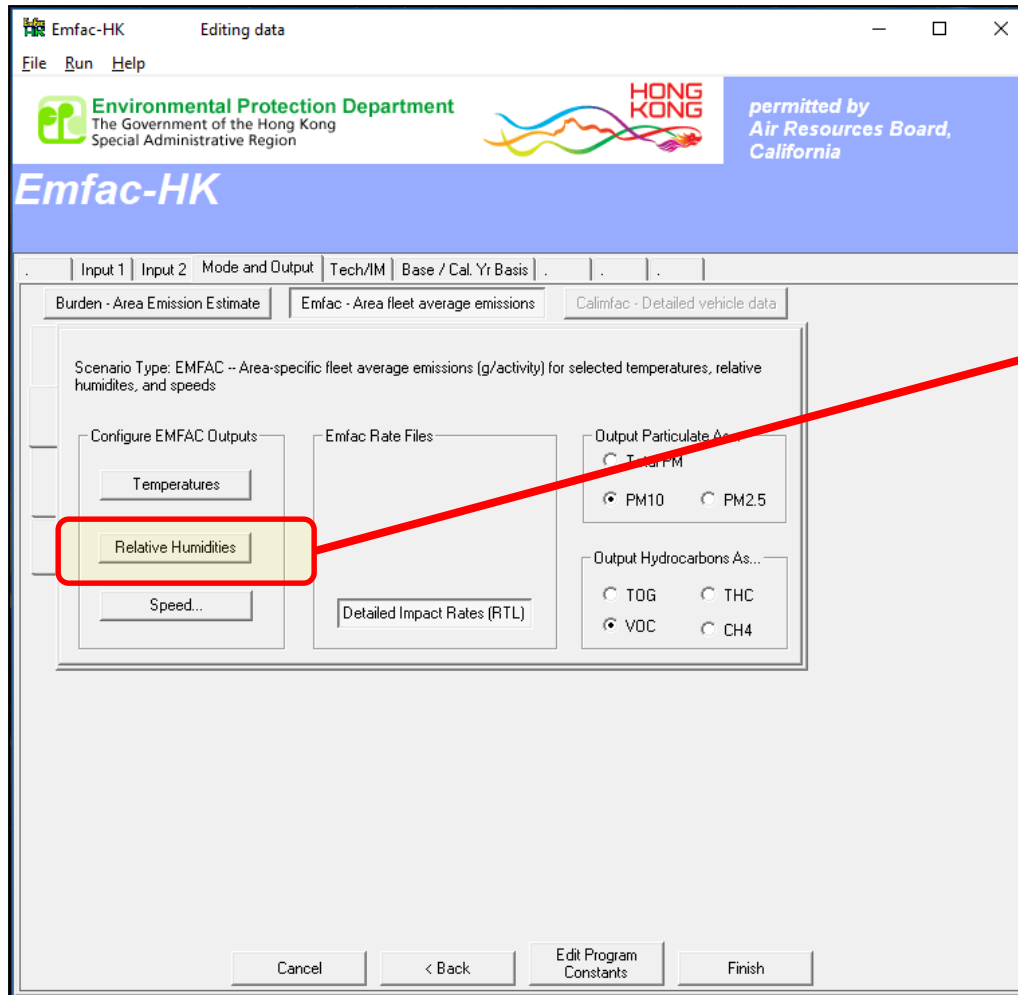 Emfac-HK Editing data
File Run Help
Environmental Protection Department
The Government of the Hong Kong
Special Administrative Region
HONG
KONG
permitted by
Air Resources Board,
California
Emfac-HK
. Input 1 Input 2 Mode and Output Tech/IM Base / Cal. Yr Basis . . .
Burden - Area Emission Estimate Emfac - Area fleet average emissions Calimfac - Detailed vehicle data
Scenario Type: EMFAC -- Area-specific fleet average emissions (g/activity) for selected temperatures, relative
humidites, and speeds
Configure EMFAC Outputs
Temperatures
Relative Humidities
Speed...
Emfac Rate Files
Detailed Impact Rates (RTL)
Output Particulate As...
Total PM
PM10 PM2.5
Output Hydrocarbons As...
TOG THC
VOC CH4
Cancel < Back Edit Program
Constants Finish